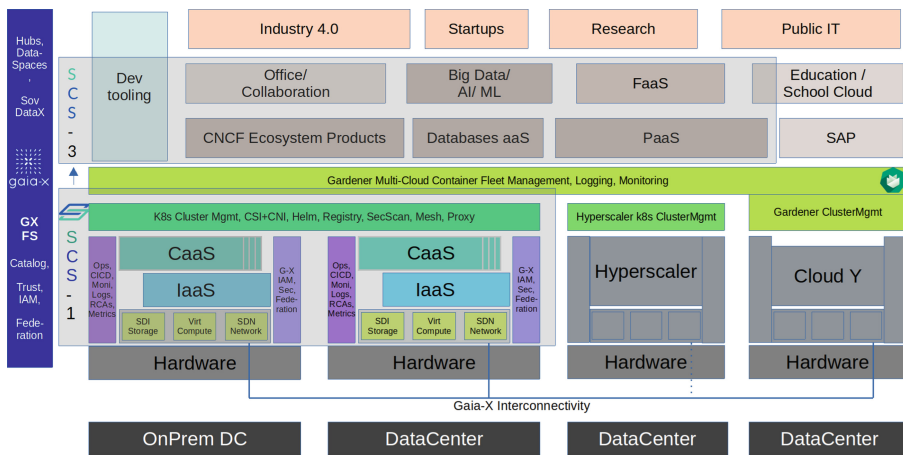 Hubs,
Data-
Spaces
,
Sov
DataX
gaia-x
GX
FS
Catalog,
Trust,
IAM,
Fede-
ration
S
C
S
-
3
S
C
S
-
1
Dev
tooling
Industry 4.0
Startups
Research
Public IT
Office/
Collaboration
Big Data/
AI/ ML
FaaS
Education /
School Cloud
CNCF Ecosystem Products
Databases aaS
PaaS
SAP
Gardener Multi-Cloud Container Fleet Management, Logging, Monitoring
K8s Cluster Mgmt, CSI+CNI, Helm, Registry, SecScan, Mesh, Proxy
Hyperscaler k8s ClusterMgmt
Gardener ClusterMgmt
Ops,
CICD,
Moni,
Logs,
RCAs,
Metrics
CaaS
IaaS
SDI
Storage
Virt
Compute
SDN
Network
G-X
IAM,
Sec,
Fede-
ration
Ops,
CICD,
Moni,
Logs,
RCAs,
Metrics
CaaS
IaaS
SDI
Storage
Virt
Compute
SDN
Network
G-X
IAM,
Sec,
Fede-
ration
Hyperscaler
Cloud Y
Hardware
Hardware
Hardware
Hardware
Gaia-X Interconnectivity
OnPrem DC
DataCenter
DataCenter
DataCenter